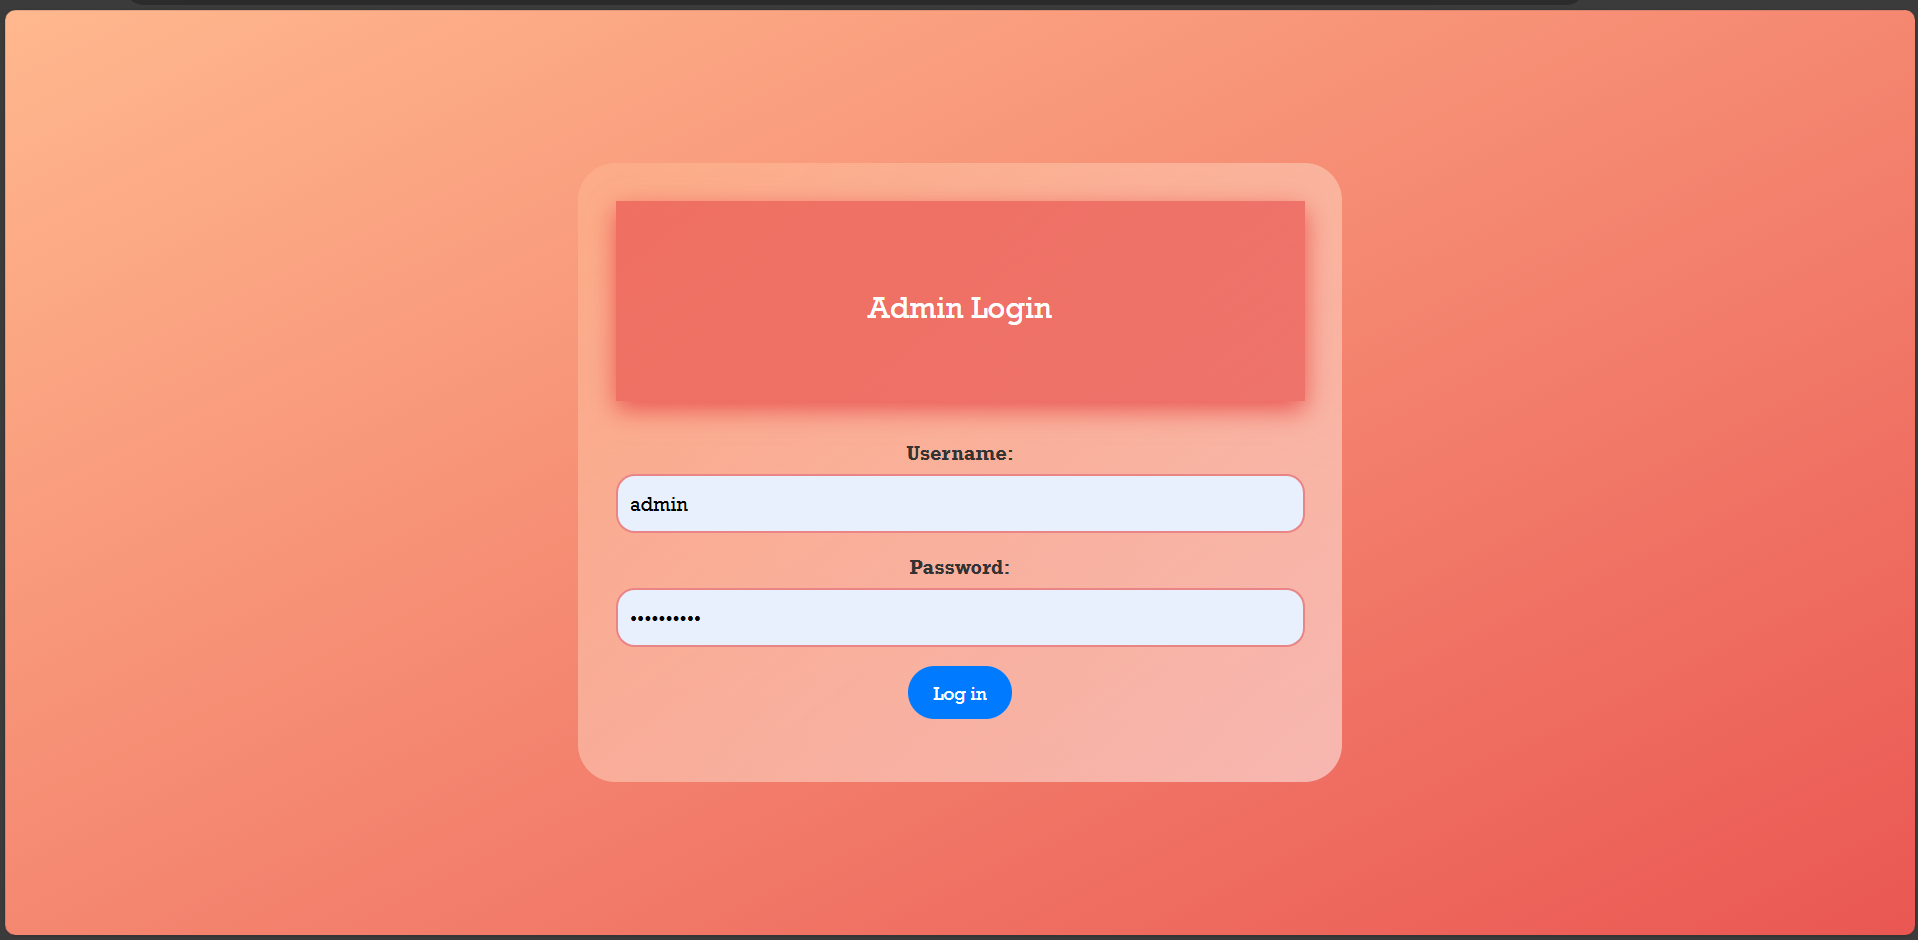 Admin Login
Username:
admin
Password:
••••••••••
Log in